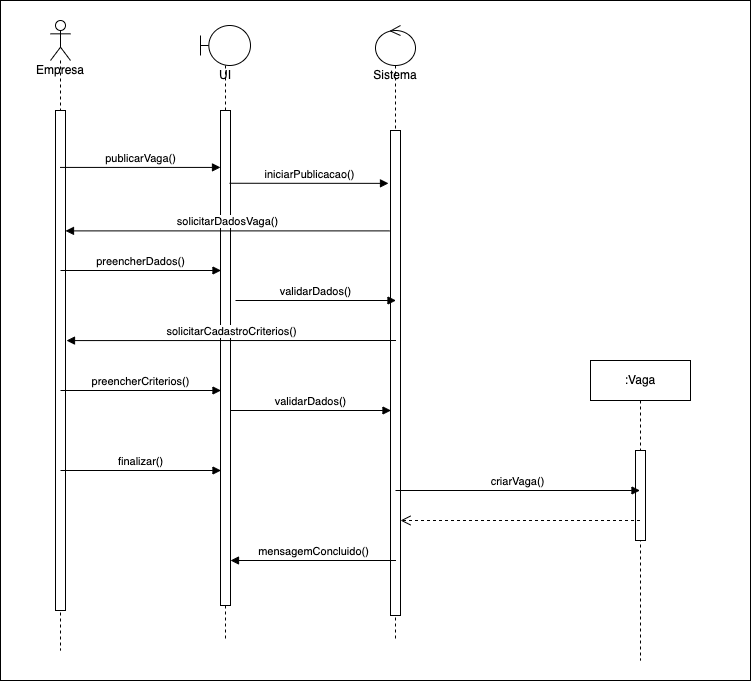 Empresa
UI
Sistema
publicarVaga()
iniciarPublicacao()
solicitarDadosVaga()
preencherDados()
validarDados()
solicitarCadastroCriterios()
preencherCriterios()
:Vaga
validarDados()
finalizar()
criarVaga()
mensagemConcluido()